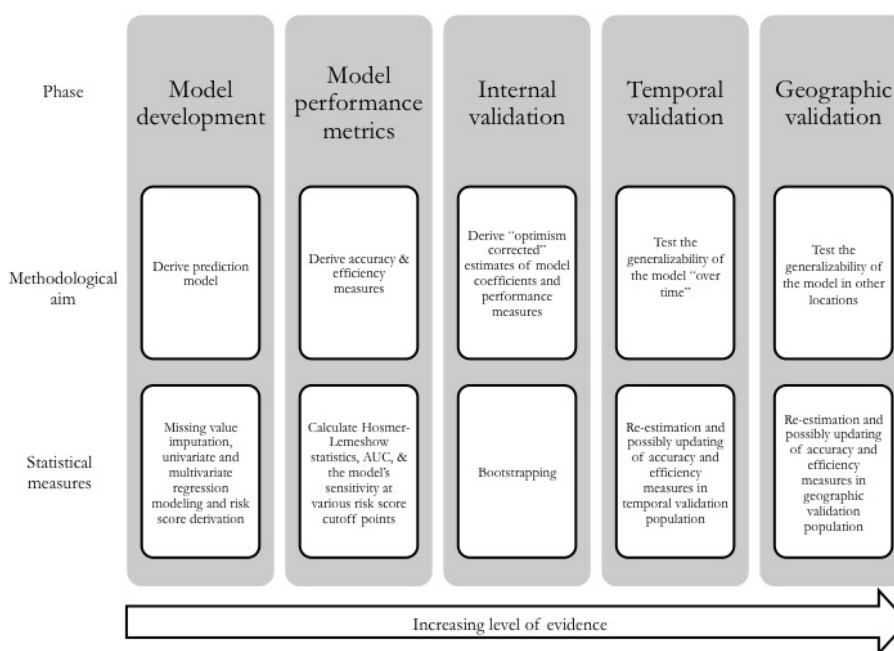 Phase
Model
development
Model
performance
metrics
Internal
validation
Temporal
validation
Geographic
validation
Methodological
aim
Derive prediction
model
Derive accuracy &
efficiency
measures
Derive “optimism
corrected”
estimates of model
coefficients and
performance
measures
Test the
generalizability of
the model “over
time”
Test the
generalizability of
the model in other
locations
Statistical
measures
Missing value
imputation,
univariate and
multivariate
regression
modeling and risk
score derivation
Calculate Hosmer-
Lemeshow
statistics, AUC, &
the model’s
sensitivity at
various risk score
cutoff points
Bootstrapping
Re-estimation and
possibly updating
of accuracy and
efficiency
measures in
temporal validation
population
Re-estimation and
possibly updating
of accuracy and
efficiency
measures in
geographic
validation
population
Increasing level of evidence